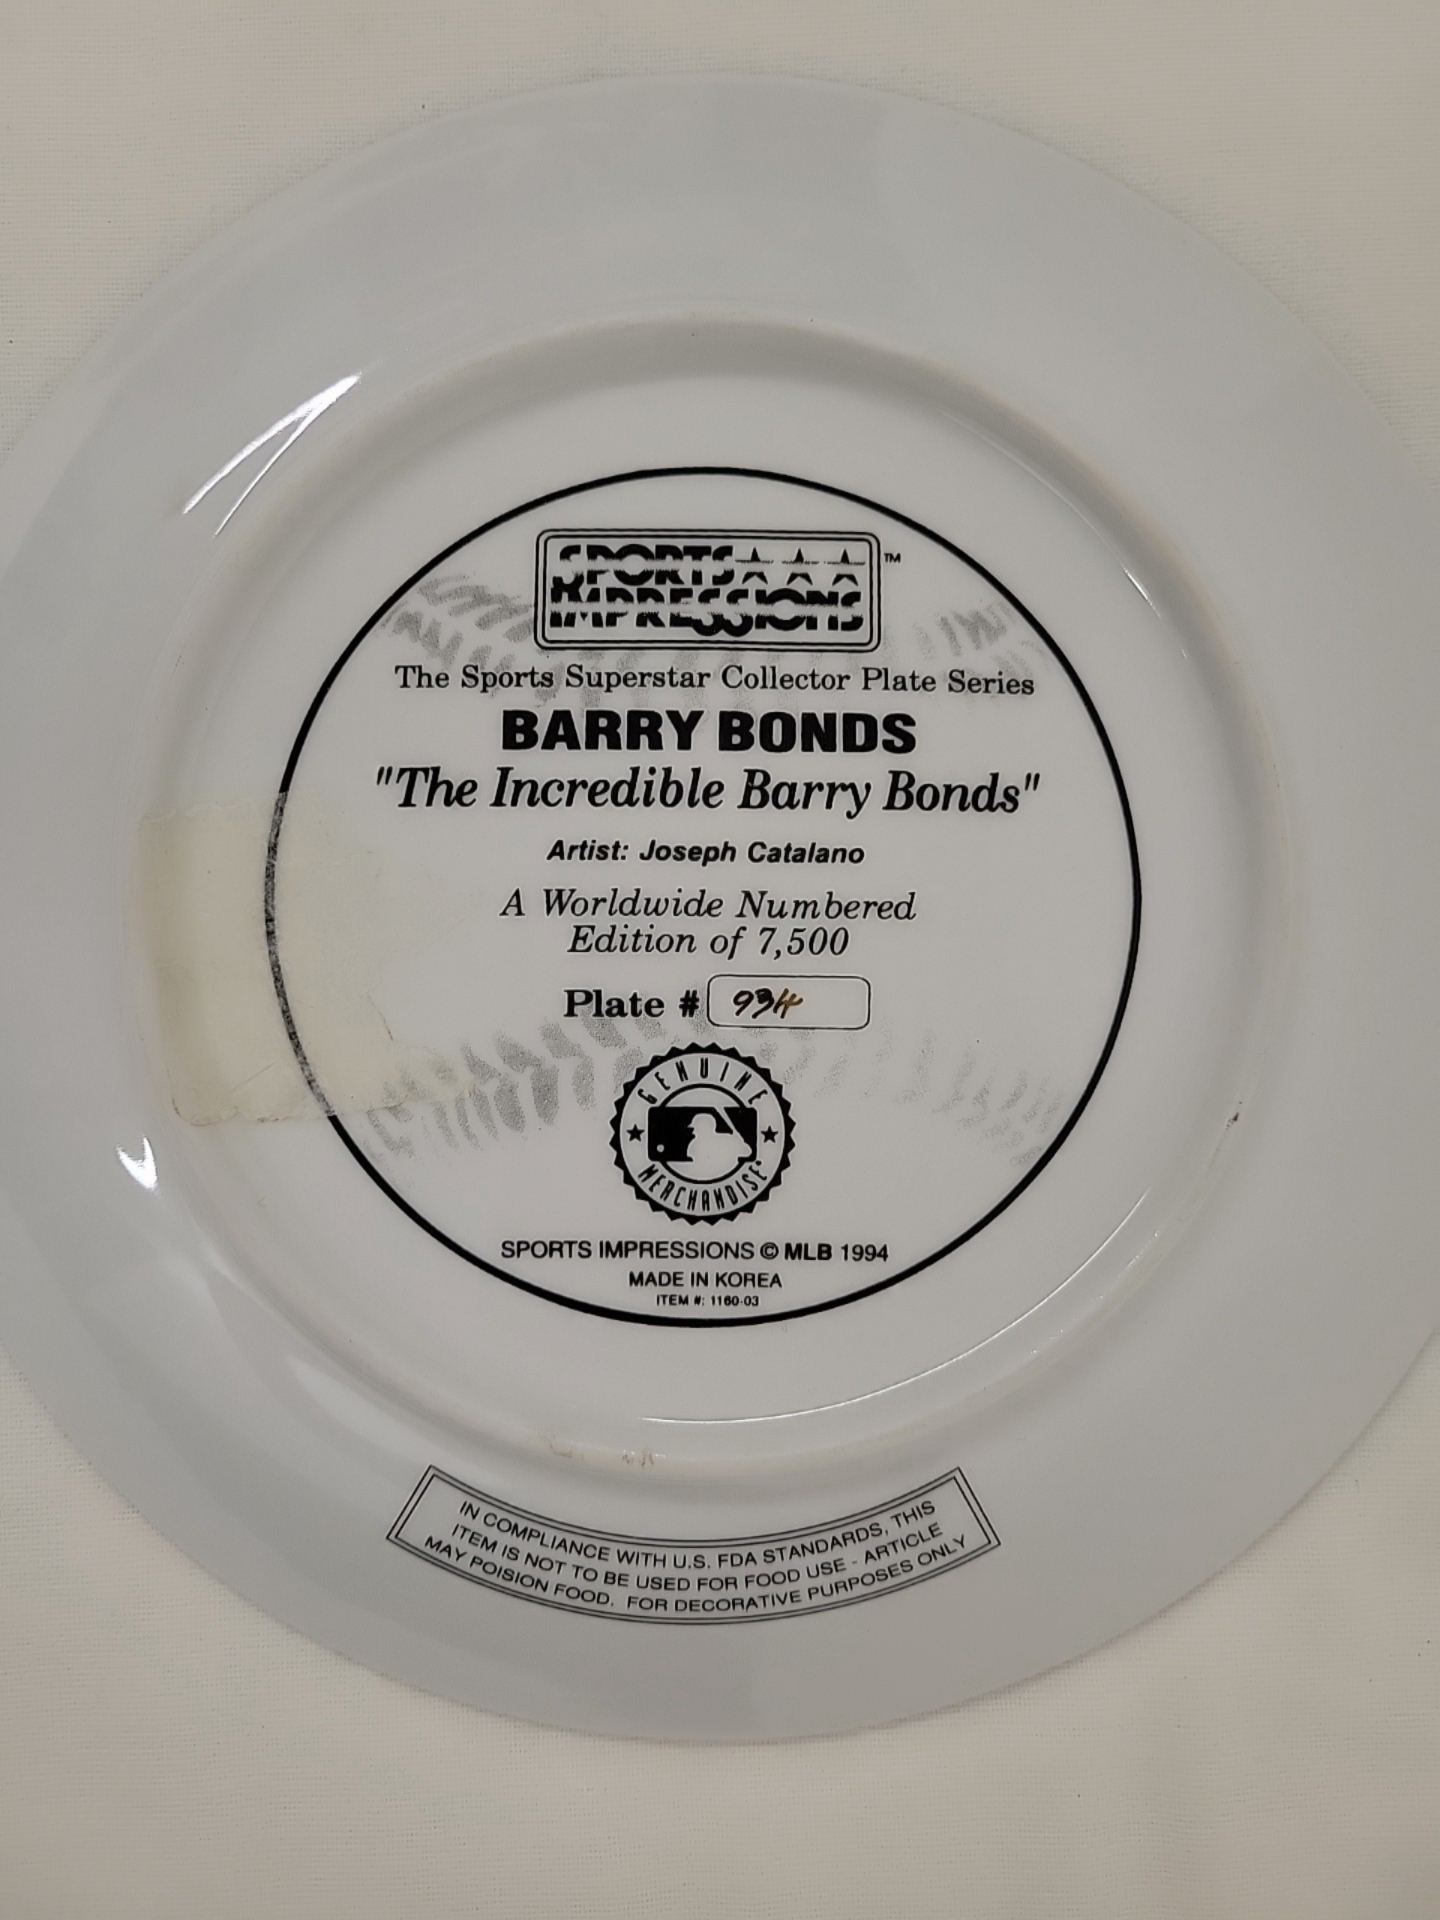 SPORTS
IMPRESSIONS
TM
The Sports Superstar Collector Plate Series
BARRY BONDS
"The Incredible Barry Bonds"
Artist: Joseph Catalano
A Worldwide Numbered
Edition of 7,500
Plate # 934
GENUINE
MERCHANDISE
SPORTS IMPRESSIONS © MLB 1994
MADE IN KOREA
ITEM #: 1160-03
IN COMPLIANCE WITH U.S. FDA STANDARDS, THIS
ITEM IS NOT TO BE USED FOR FOOD USE - ARTICLE
MAY POISION FOOD. FOR DECORATIVE PURPOSES ONLY